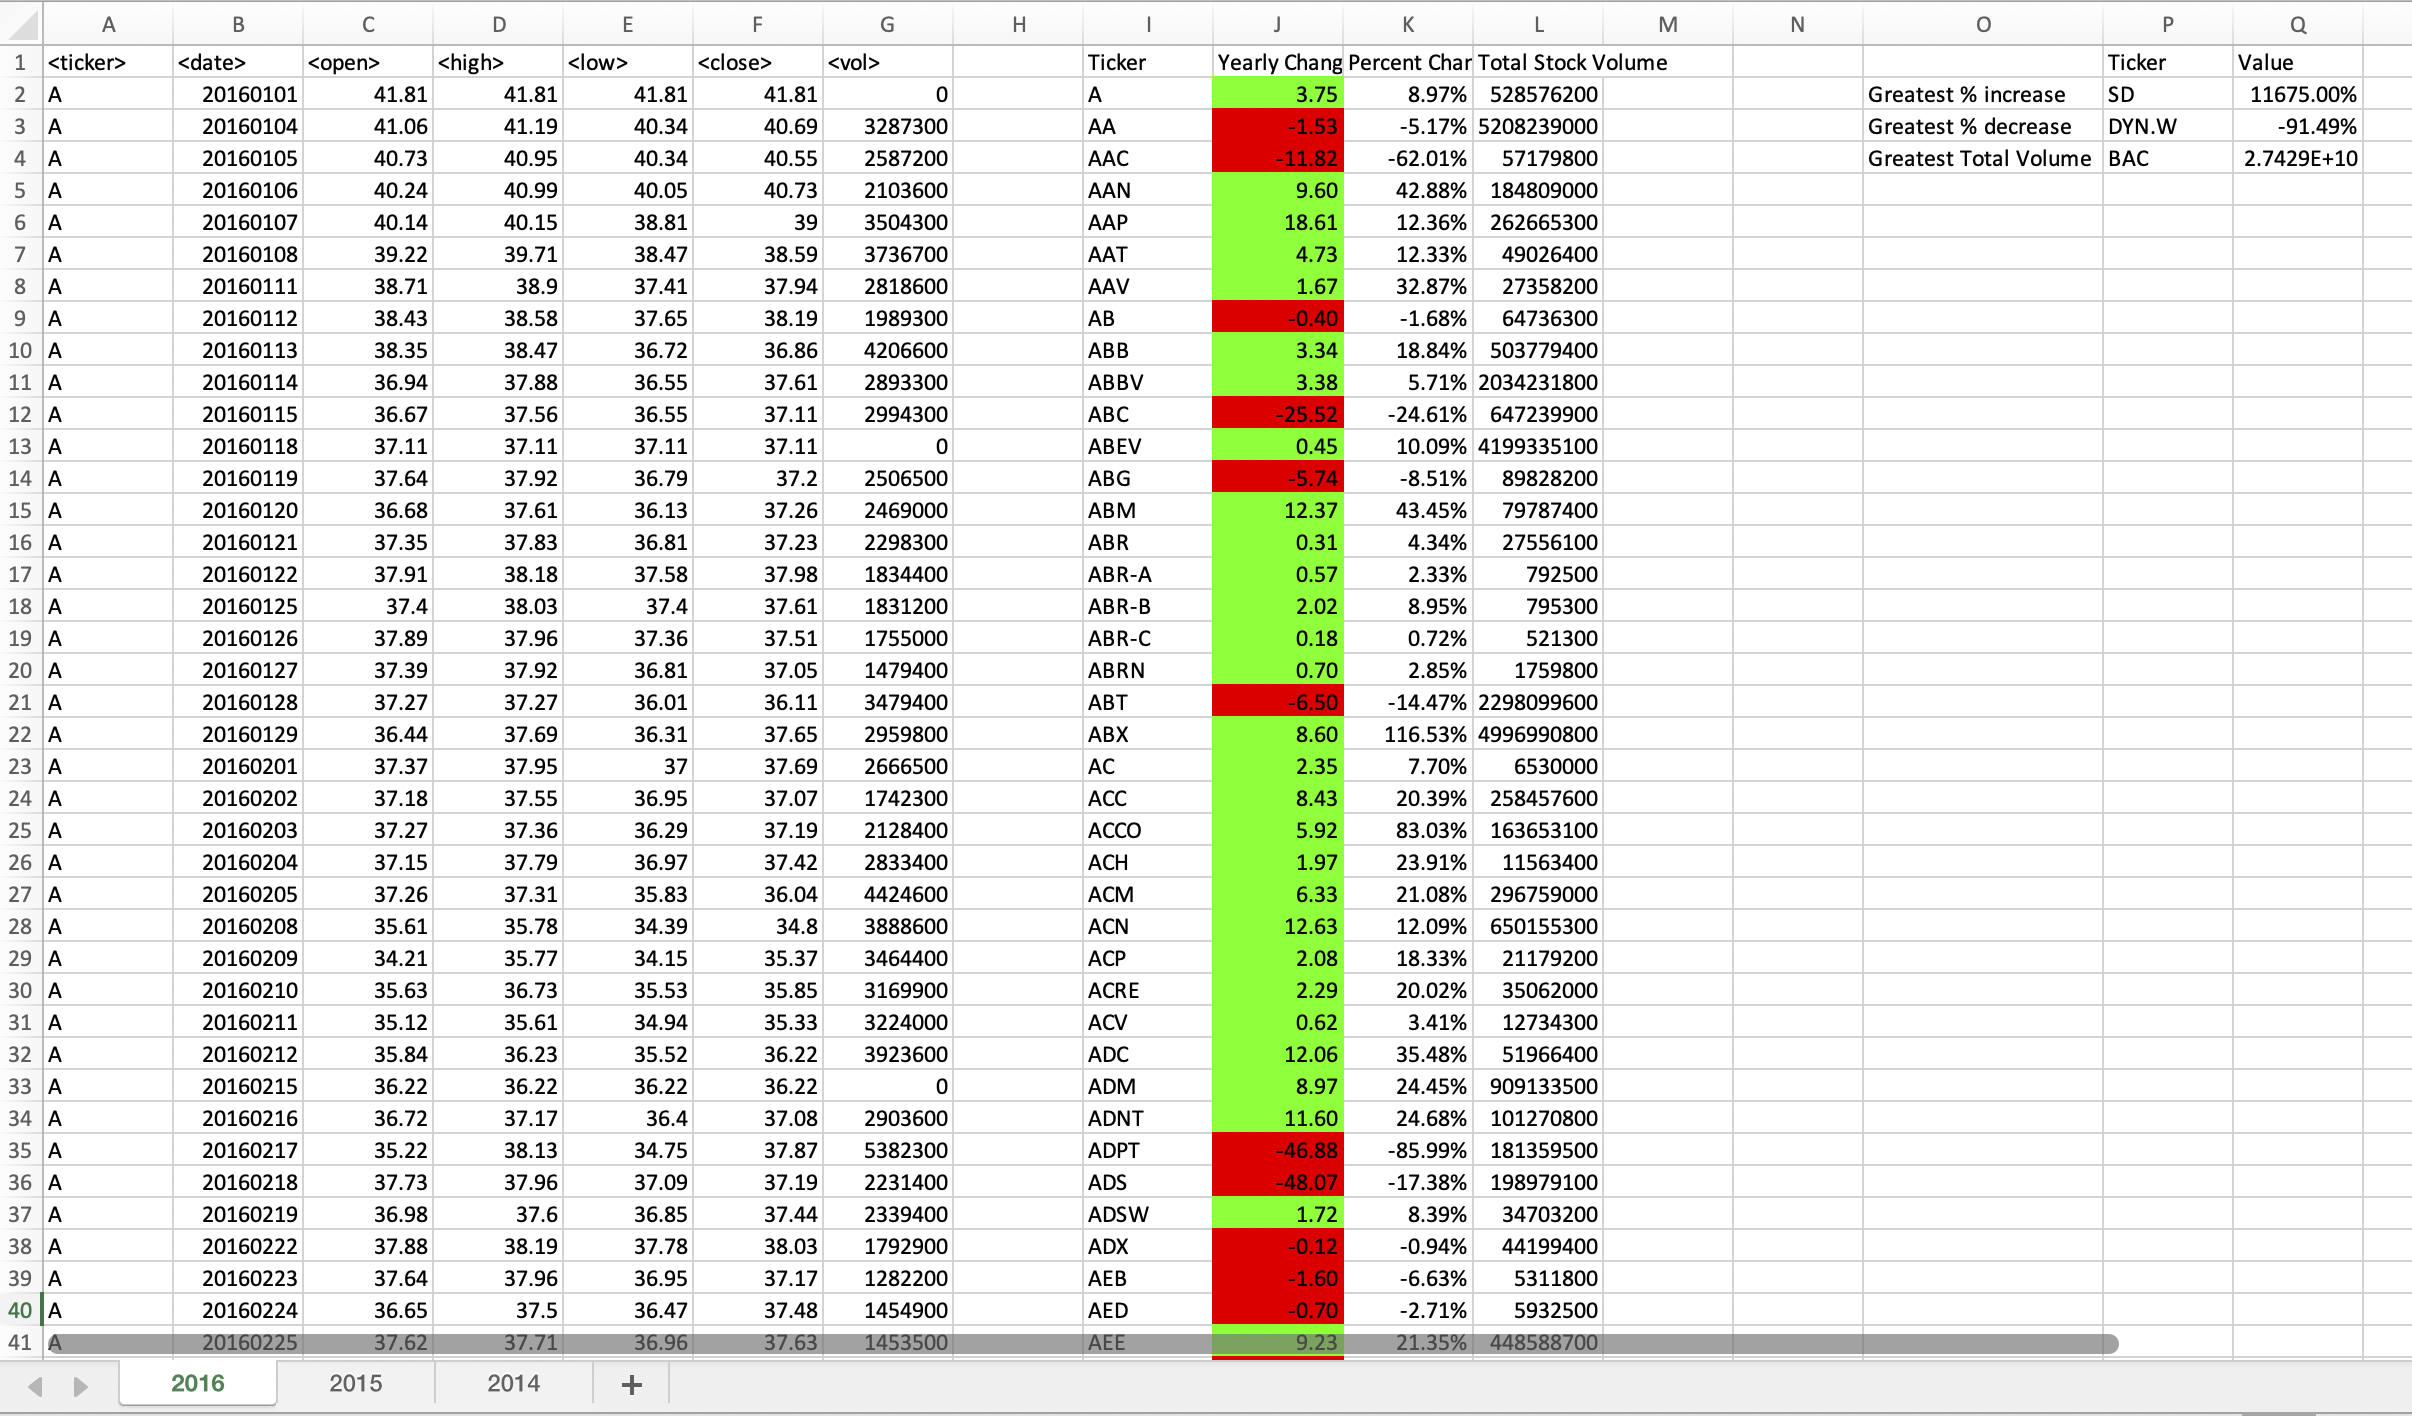 A B C D E F G H I J K L M N O P Q
1 <ticker> <date> <open> <high> <low> <close> <vol> Ticker Yearly Chang Percent Char Total Stock Volume Ticker Value
2 A 20160101 41.81 41.81 41.81 41.81 0 A 3.75 8.97% 528576200 Greatest % increase SD 11675.00%
3 A 20160104 41.06 41.19 40.34 40.69 3287300 AA -1.53 -5.17% 5208239000 Greatest % decrease DYN.W -91.49%
4 A 20160105 40.73 40.95 40.34 40.55 2587200 AAC -11.82 -62.01% 57179800 Greatest Total Volume BAC 2.7429E+10
5 A 20160106 40.24 40.99 40.05 40.73 2103600 AAN 9.60 42.88% 184809000
6 A 20160107 40.14 40.15 38.81 39 3504300 AAP 18.61 12.36% 262665300
7 A 20160108 39.22 39.71 38.47 38.59 3736700 AAT 4.73 12.33% 49026400
8 A 20160111 38.71 38.9 37.41 37.94 2818600 AAV 1.67 32.87% 27358200
9 A 20160112 38.43 38.58 37.65 38.19 1989300 AB -0.40 -1.68% 64736300
10 A 20160113 38.35 38.47 36.72 36.86 4206600 ABB 3.34 18.84% 503779400
11 A 20160114 36.94 37.88 36.55 37.61 2893300 ABBV 3.38 5.71% 2034231800
12 A 20160115 36.67 37.56 36.55 37.11 2994300 ABC -25.52 -24.61% 647239900
13 A 20160118 37.11 37.11 37.11 37.11 0 ABEV 0.45 10.09% 4199335100
14 A 20160119 37.64 37.92 36.79 37.2 2506500 ABG -5.74 -8.51% 89828200
15 A 20160120 36.68 37.61 36.13 37.26 2469000 ABM 12.37 43.45% 79787400
16 A 20160121 37.35 37.83 36.81 37.23 2298300 ABR 0.31 4.34% 27556100
17 A 20160122 37.91 38.18 37.58 37.98 1834400 ABR-A 0.57 2.33% 792500
18 A 20160125 37.4 38.03 37.4 37.61 1831200 ABR-B 2.02 8.95% 795300
19 A 20160126 37.89 37.96 37.36 37.51 1755000 ABR-C 0.18 0.72% 521300
20 A 20160127 37.39 37.92 36.81 37.05 1479400 ABRN 0.70 2.85% 1759800
21 A 20160128 37.27 37.27 36.01 36.11 3479400 ABT -6.50 -14.47% 2298099600
22 A 20160129 36.44 37.69 36.31 37.65 2959800 ABX 8.60 116.53% 4996990800
23 A 20160201 37.37 37.95 37 37.69 2666500 AC 2.35 7.70% 6530000
24 A 20160202 37.18 37.55 36.95 37.07 1742300 ACC 8.43 20.39% 258457600
25 A 20160203 37.27 37.36 36.29 37.19 2128400 ACCO 5.92 83.03% 163653100
26 A 20160204 37.15 37.79 36.97 37.42 2833400 ACH 1.97 23.91% 11563400
27 A 20160205 37.26 37.31 35.83 36.04 4424600 ACM 6.33 21.08% 296759000
28 A 20160208 35.61 35.78 34.39 34.8 3888600 ACN 12.63 12.09% 650155300
29 A 20160209 34.21 35.77 34.15 35.37 3464400 ACP 2.08 18.33% 21179200
30 A 20160210 35.63 36.73 35.53 35.85 3169900 ACRE 2.29 20.02% 35062000
31 A 20160211 35.12 35.61 34.94 35.33 3224000 ACV 0.62 3.41% 12734300
32 A 20160212 35.84 36.23 35.52 36.22 3923600 ADC 12.06 35.48% 51966400
33 A 20160215 36.22 36.22 36.22 36.22 0 ADM 8.97 24.45% 909133500
34 A 20160216 36.72 37.17 36.4 37.08 2903600 ADNT 11.60 24.68% 101270800
35 A 20160217 35.22 38.13 34.75 37.87 5382300 ADPT -46.88 -85.99% 181359500
36 A 20160218 37.73 37.96 37.09 37.19 2231400 ADS -48.07 -17.38% 198979100
37 A 20160219 36.98 37.6 36.85 37.44 2339400 ADSW 1.72 8.39% 34703200
38 A 20160222 37.88 38.19 37.78 38.03 1792900 ADX -0.12 -0.94% 44199400
39 A 20160223 37.64 37.96 36.95 37.17 1282200 AEB -1.60 -6.63% 5311800
40 A 20160224 36.65 37.5 36.47 37.48 1454900 AED -0.70 -2.71% 5932500
41 A 20160225 37.62 37.71 36.96 37.63 1453500 AEE 9.23 21.35% 448588700
2016 2015 2014 +